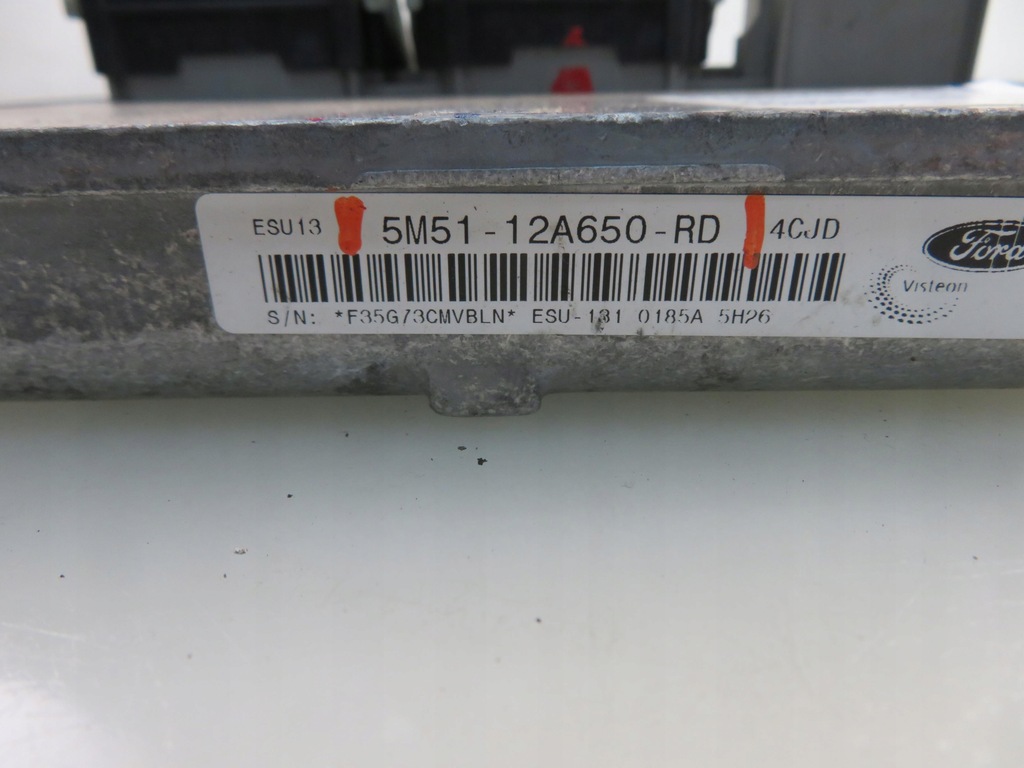 ESU13 5M51-12A650-RD 4CJD
Ford
Visteon
S/N: *F35G73CMVBLN* ESU-131 0185A 5H26